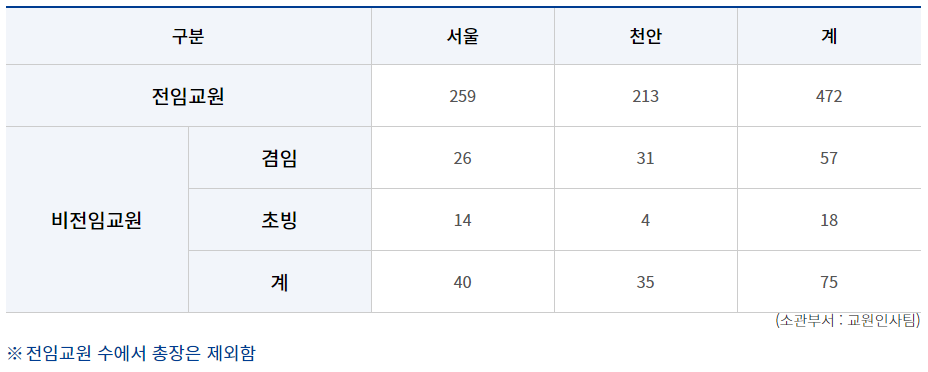 구분 서울 천안 계
전임교원 259 213 472
겸임 26 31 57
비전임교원 초빙 14 4 18
계 40 35 75
(소관부서 : 교원인사팀)
※ 전임교원 수에서 총장은 제외함